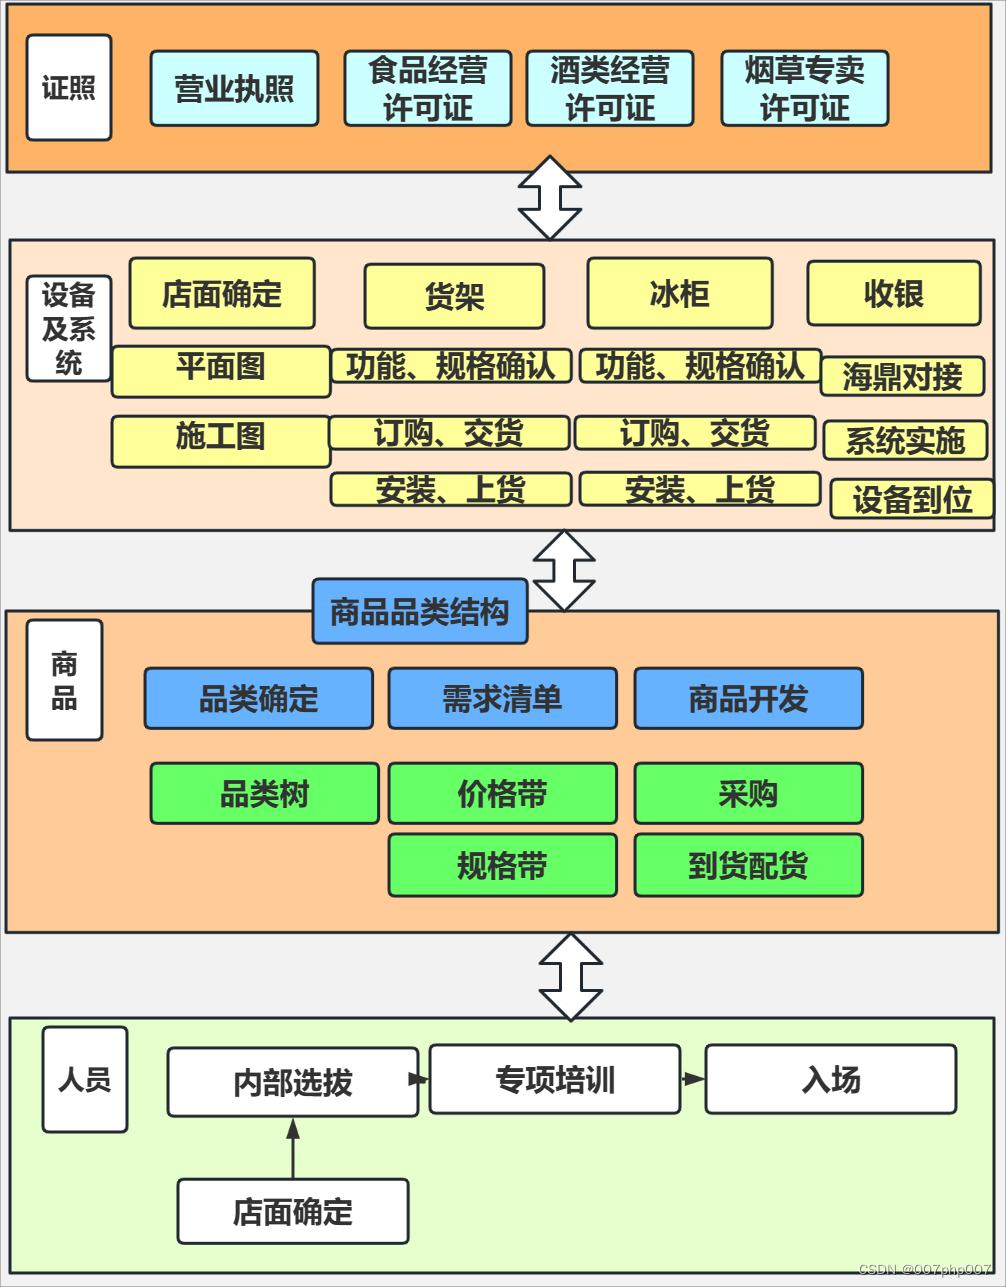 证照
营业执照
食品经营
许可证
酒类经营
许可证
烟草专卖
许可证
设备
及系
统
店面确定
货架
冰柜
收银
平面图
功能、规格确认
功能、规格确认
海鼎对接
施工图
订购、交货
订购、交货
系统实施
安装、上货
安装、上货
设备到位
商品品类结构
商
品
品类确定
需求清单
商品开发
品类树
价格带
采购
规格带
到货配货
人员
内部选拔
专项培训
入场
店面确定
CSDN @007php007